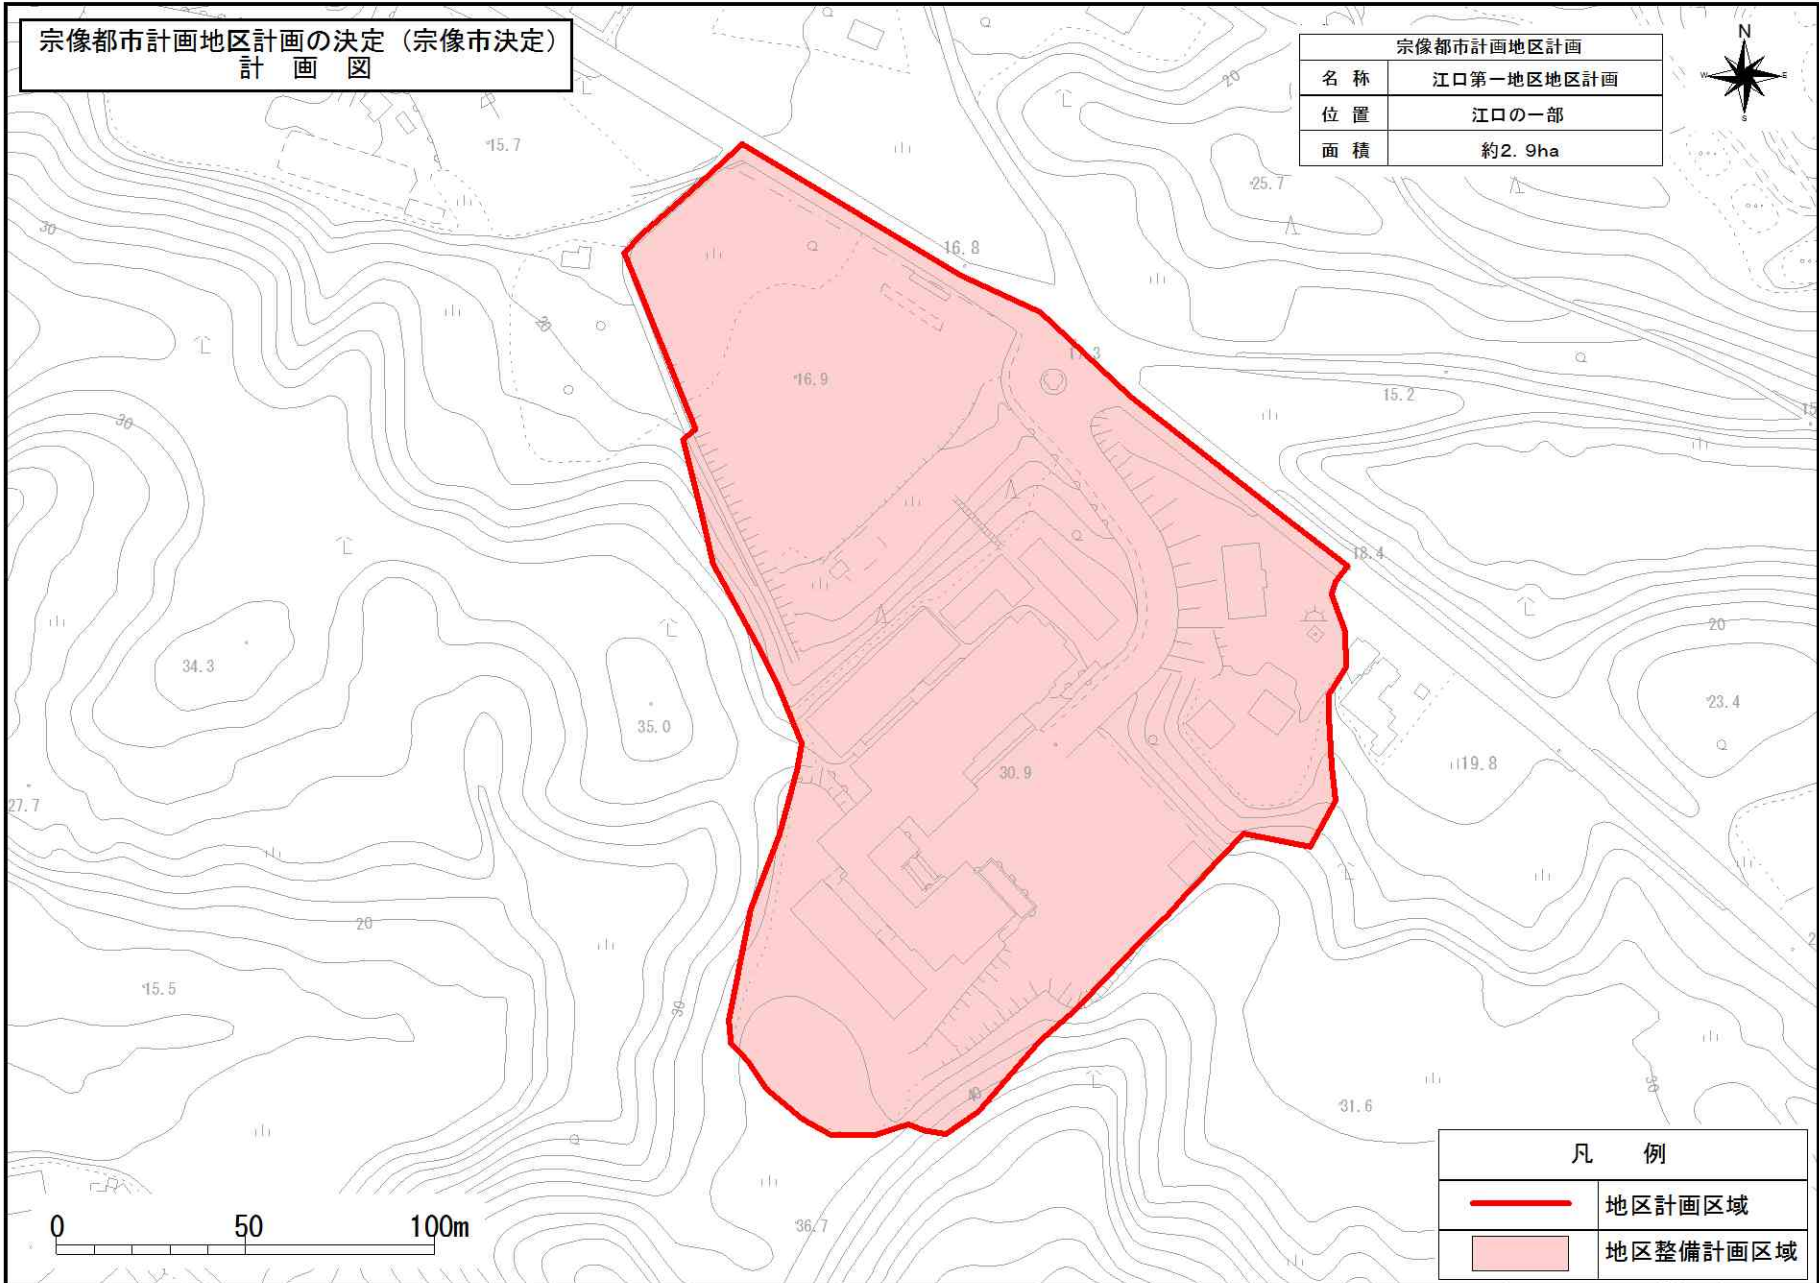 宗像都市計画地区計画の決定（宗像市決定）
計　画　図
宗像都市計画地区計画
名 称 江口第一地区地区計画
位 置 江口の一部
面 積 約2．9ha
N
W E
S
20
15.7
25.7
30
16.8
20
17.3
16.9
15.2
15
30
18.4
20
34.3
23.4
35.0
30.9
19.8
27.7
20
15.5
30
40
30
31.6
36.7
0 50 100m
凡　例
地区計画区域
地区整備計画区域